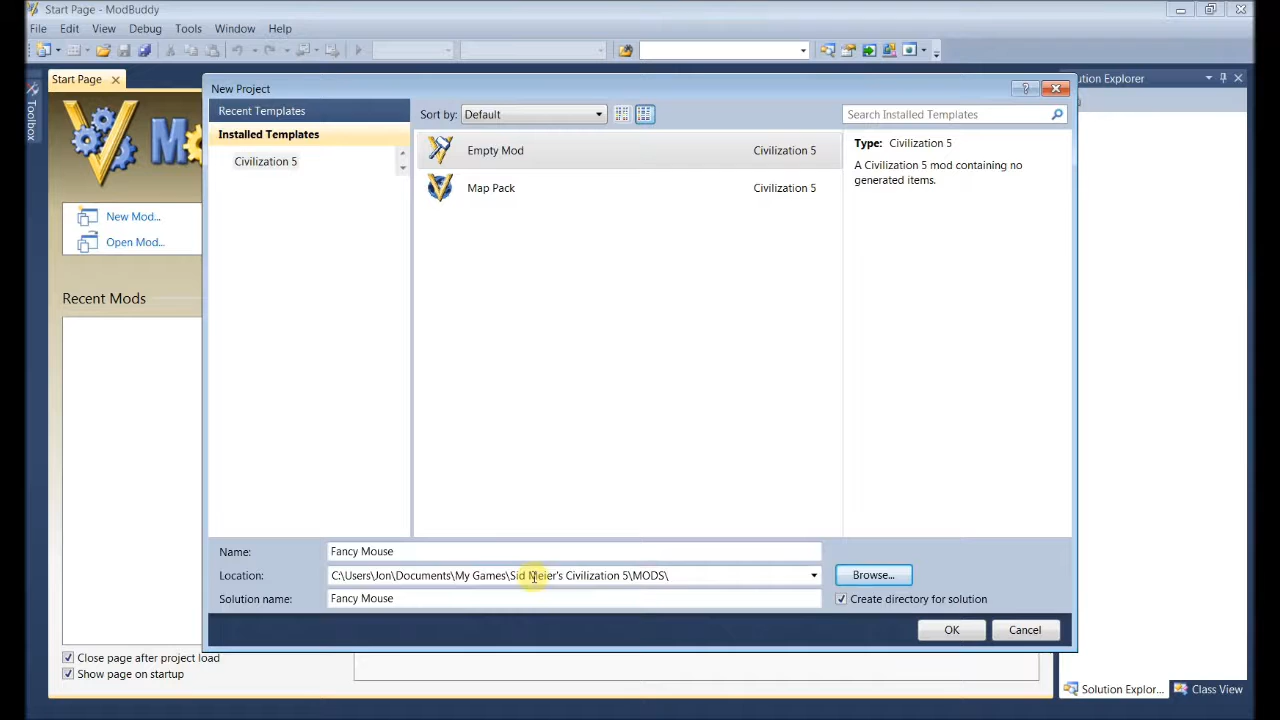 Start Page - ModBuddy
File Edit View Debug Tools Window Help
Start Page
New Project
ution Explorer
Toolbox
Recent Templates
Installed Templates
Civilization 5
Sort by: Default
Search Installed Templates
Empty Mod Civilization 5
Map Pack Civilization 5
Type: Civilization 5
A Civilization 5 mod containing no
generated items.
New Mod...
Open Mod...
Recent Mods
Name: Fancy Mouse
Location: C:\Users\Jon\Documents\My Games\Sid Meier's Civilization 5\MODS\
Browse...
Solution name: Fancy Mouse
Create directory for solution
OK Cancel
Close page after project load
Show page on startup
Solution Explor... Class View